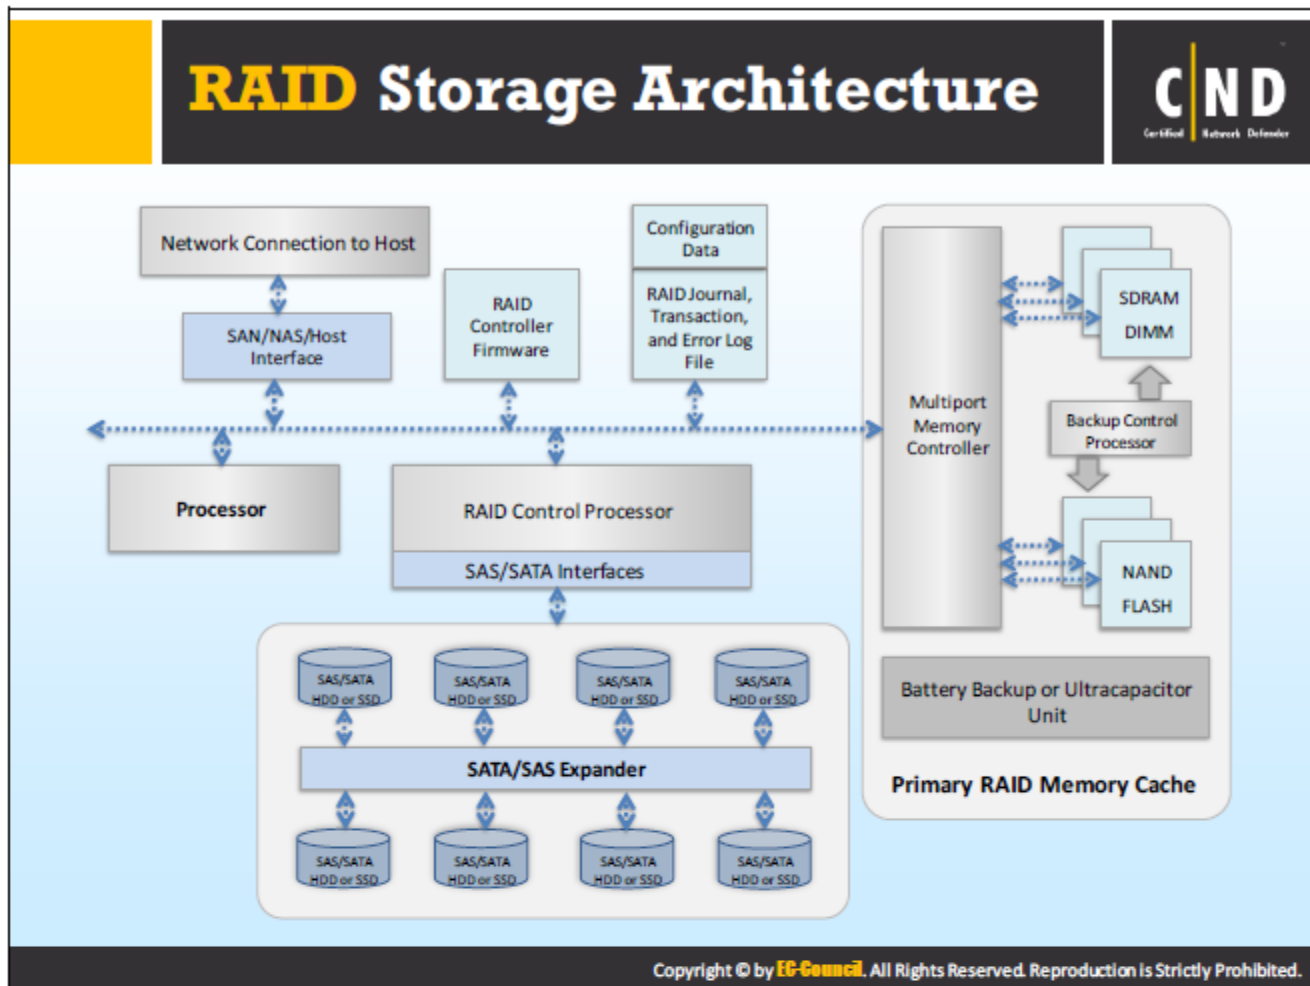 RAID Storage Architecture
C|ND
Certified Network Defender
Network Connection to Host
SAN/NAS/Host
Interface
RAID
Controller
Firmware
Configuration
Data
RAID Journal,
Transaction,
and Error Log
File
Processor
RAID Control Processor
SAS/SATA Interfaces
SAS/SATA
HDD or SSD
SAS/SATA
HDD or SSD
SAS/SATA
HDD or SSD
SAS/SATA
HDD or SSD
SATA/SAS Expander
SAS/SATA
HDD or SSD
SAS/SATA
HDD or SSD
SAS/SATA
HDD or SSD
SAS/SATA
HDD or SSD
Multiport
Memory
Controller
SDRAM
DIMM
Backup Control
Processor
NAND
FLASH
Battery Backup or Ultracapacitor
Unit
Primary RAID Memory Cache
Copyright © by EC-Council. All Rights Reserved. Reproduction is Strictly Prohibited.